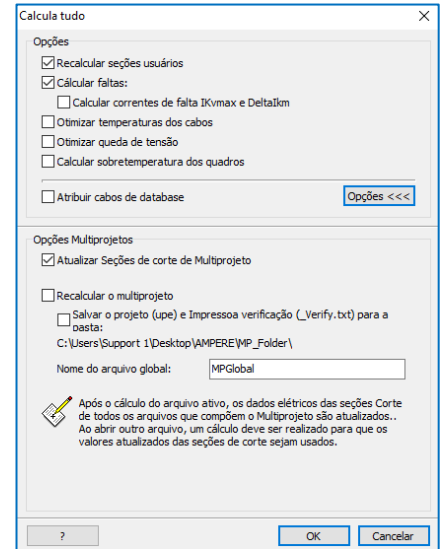 Calcula tudo
Opções
Recalcular seções usuários
Cálcular faltas:
Calcular correntes de falta IKvmax e DeltaIkm
Otimizar temperaturas dos cabos
Otimizar queda de tensão
Calcular sobretemperatura dos quadros
Atribuir cabos de database
Opções <<<
Opções Multiprojetos
Atualizar Seções de corte de Multiprojeto
Recalcular o multiprojeto
Salvar o projeto (upe) e Impressoa verificação (_Verify.txt) para a
pasta:
C:\Users\Support 1\Desktop\AMPERE\MP_Folder\
Nome do arquivo global:
MPGlobal
Após o cálculo do arquivo ativo, os dados elétricos das seções Corte
de todos os arquivos que compõem o Multiprojeto são atualizados..
Ao abrir outro arquivo, um cálculo deve ser realizado para que os
valores atualizados das seções de corte sejam usados.
?
OK
Cancelar